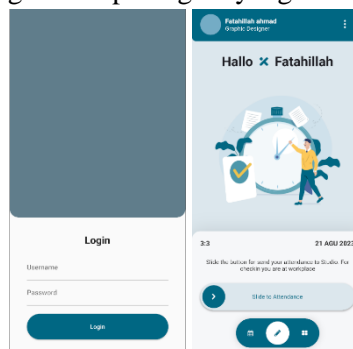 Login
Username
Password
Login
Fatahillah ahmad
Graphic Designer
Hallo Fatahillah
3:3
21 AGU 2023
Slide the button for send your attendance to Studio. For
checkin you are at workplace
Slide to Attendance